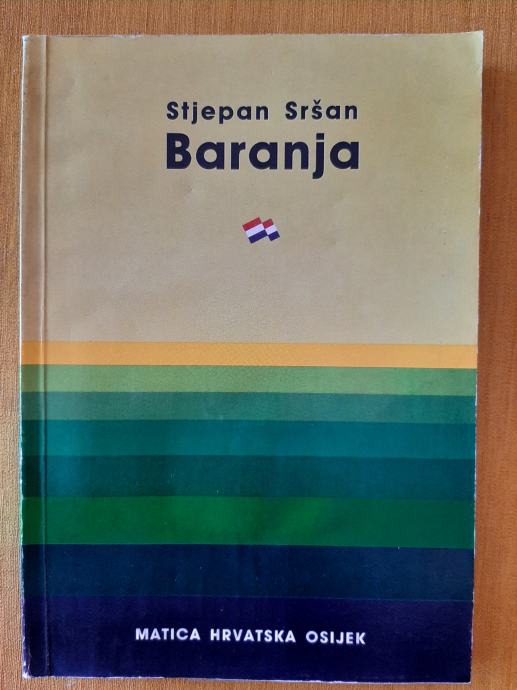 Stjepan Sršan
Baranja
MATICA HRVATSKA OSIJEK